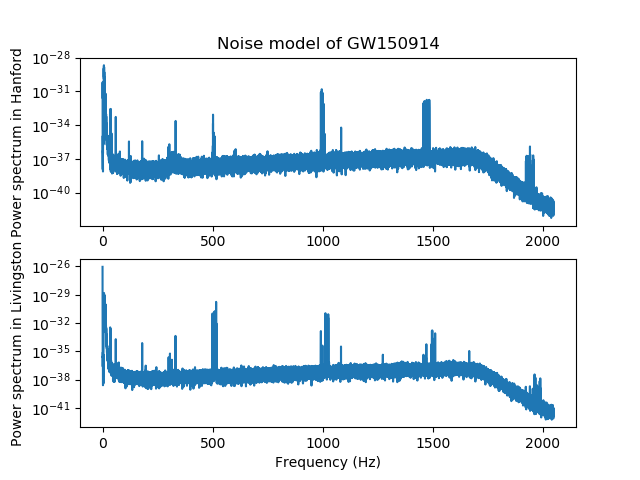 Noise model of GW150914
Power spectrum in Hanford
10⁻²⁸
10⁻³¹
10⁻³⁴
10⁻³⁷
10⁻⁴⁰
0 500 1000 1500 2000
Power spectrum in Livingston
10⁻²⁶
10⁻²⁹
10⁻³²
10⁻³⁵
10⁻³⁸
10⁻⁴¹
0 500 1000 1500 2000
Frequency (Hz)